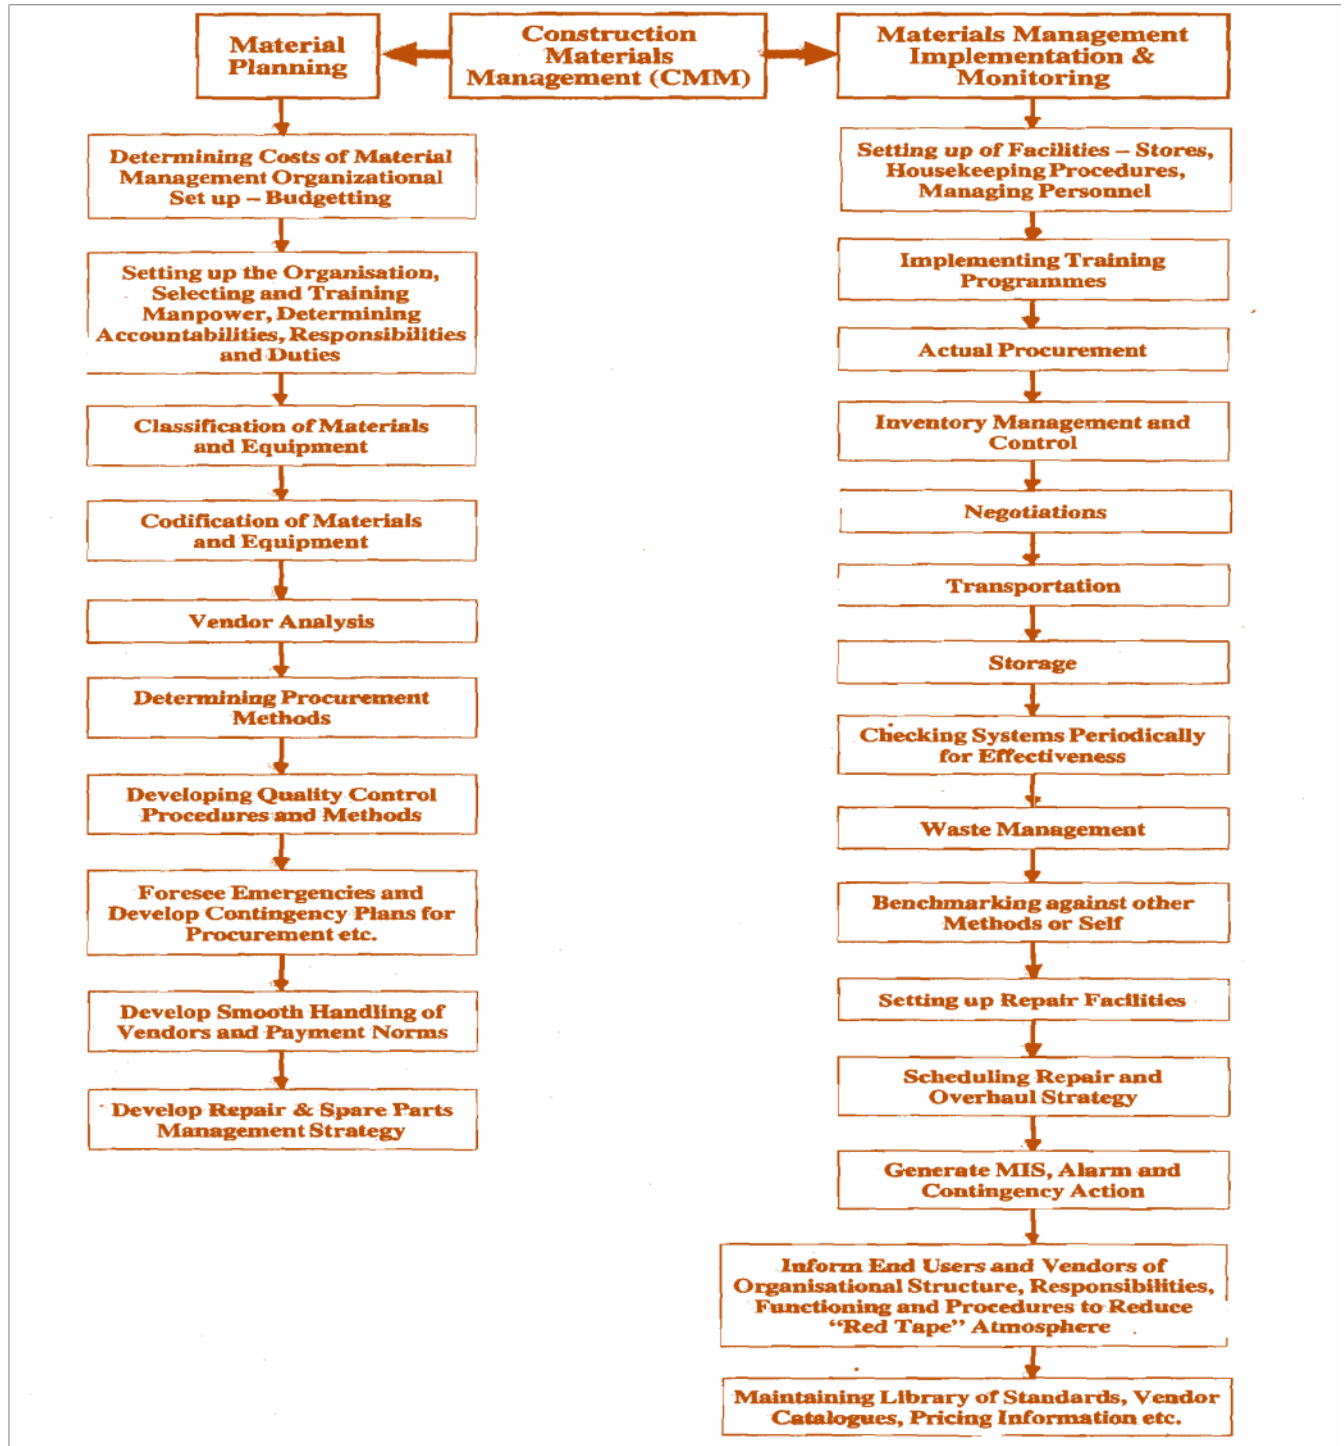 Material
Planning
Construction
Materials
Management (CMM)
Materials Management
Implementation &
Monitoring
Determining Costs of Material
Management Organizational
Set up – Budgetting
Setting up the Organisation,
Selecting and Training
Manpower, Determining
Accountabilities, Responsibilities
and Duties
Classification of Materials
and Equipment
Codification of Materials
and Equipment
Vendor Analysis
Determining Procurement
Methods
Developing Quality Control
Procedures and Methods
Foresee Emergencies and
Develop Contingency Plans for
Procurement etc.
Develop Smooth Handling of
Vendors and Payment Norms
Develop Repair & Spare Parts
Management Strategy
Setting up of Facilities – Stores,
Housekeeping Procedures,
Managing Personnel
Implementing Training
Programmes
Actual Procurement
Inventory Management and
Control
Negotiations
Transportation
Storage
Checking Systems Periodically
for Effectiveness
Waste Management
Benchmarking against other
Methods or Self
Setting up Repair Facilities
Scheduling Repair and
Overhaul Strategy
Generate MIS, Alarm and
Contingency Action
Inform End Users and Vendors of
Organisational Structure, Responsibilities,
Functioning and Procedures to Reduce
“Red Tape” Atmosphere
Maintaining Library of Standards, Vendor
Catalogues, Pricing Information etc.